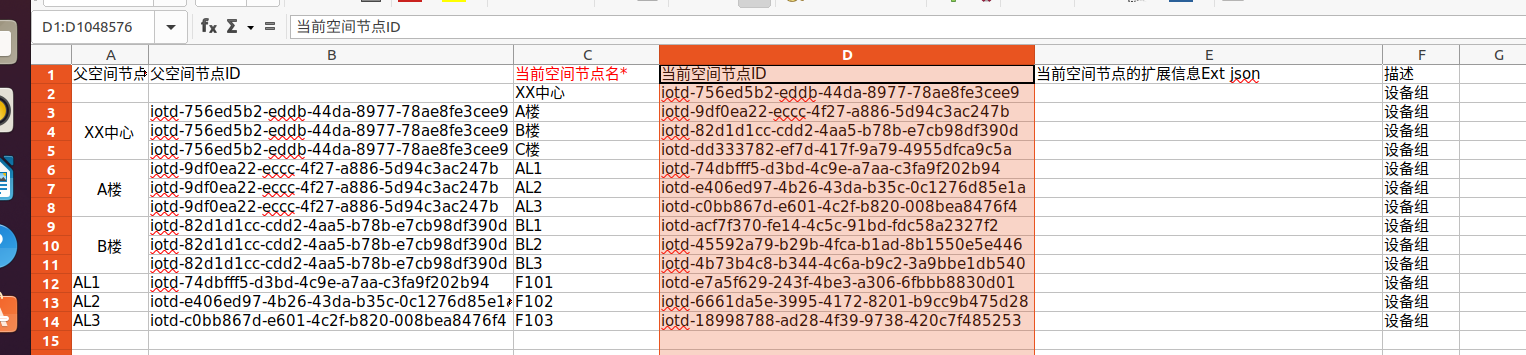 D1:D1048576 fx Σ = 当前空间节点ID
A B C D E F G
1 父空间节点 父空间节点ID 当前空间节点名* 当前空间节点ID 当前空间节点的扩展信息Ext json 描述
2 XX中心 iotd-756ed5b2-eddb-44da-8977-78ae8fe3cee9 设备组
3 iotd-756ed5b2-eddb-44da-8977-78ae8fe3cee9 A楼 iotd-9df0ea22-eccc-4f27-a886-5d94c3ac247b 设备组
4 XX中心 iotd-756ed5b2-eddb-44da-8977-78ae8fe3cee9 B楼 iotd-82d1d1cc-cdd2-4aa5-b78b-e7cb98df390d 设备组
5 iotd-756ed5b2-eddb-44da-8977-78ae8fe3cee9 C楼 iotd-dd333782-ef7d-417f-9a79-4955dfca9c5a 设备组
6 iotd-9df0ea22-eccc-4f27-a886-5d94c3ac247b AL1 iotd-74dbfff5-d3bd-4c9e-a7aa-c3fa9f202b94 设备组
7 A楼 iotd-9df0ea22-eccc-4f27-a886-5d94c3ac247b AL2 iotd-e406ed97-4b26-43da-b35c-0c1276d85e1a 设备组
8 iotd-9df0ea22-eccc-4f27-a886-5d94c3ac247b AL3 iotd-c0bb867d-e601-4c2f-b820-008bea8476f4 设备组
9 iotd-82d1d1cc-cdd2-4aa5-b78b-e7cb98df390d BL1 iotd-acf7f370-fe14-4c5c-91bd-fdc58a2327f2 设备组
10 B楼 iotd-82d1d1cc-cdd2-4aa5-b78b-e7cb98df390d BL2 iotd-45592a79-b29b-4fca-b1ad-8b1550e5e446 设备组
11 iotd-82d1d1cc-cdd2-4aa5-b78b-e7cb98df390d BL3 iotd-4b73b4c8-b344-4c6a-b9c2-3a9bbe1db540 设备组
12 AL1 iotd-74dbfff5-d3bd-4c9e-a7aa-c3fa9f202b94 F101 iotd-e7a5f629-243f-4be3-a306-6fbbb8830d01 设备组
13 AL2 iotd-e406ed97-4b26-43da-b35c-0c1276d85e1 F102 iotd-6661da5e-3995-4172-8201-b9cc9b475d28 设备组
14 AL3 iotd-c0bb867d-e601-4c2f-b820-008bea8476f4 F103 iotd-18998788-ad28-4f39-9738-420c7f485253 设备组
15